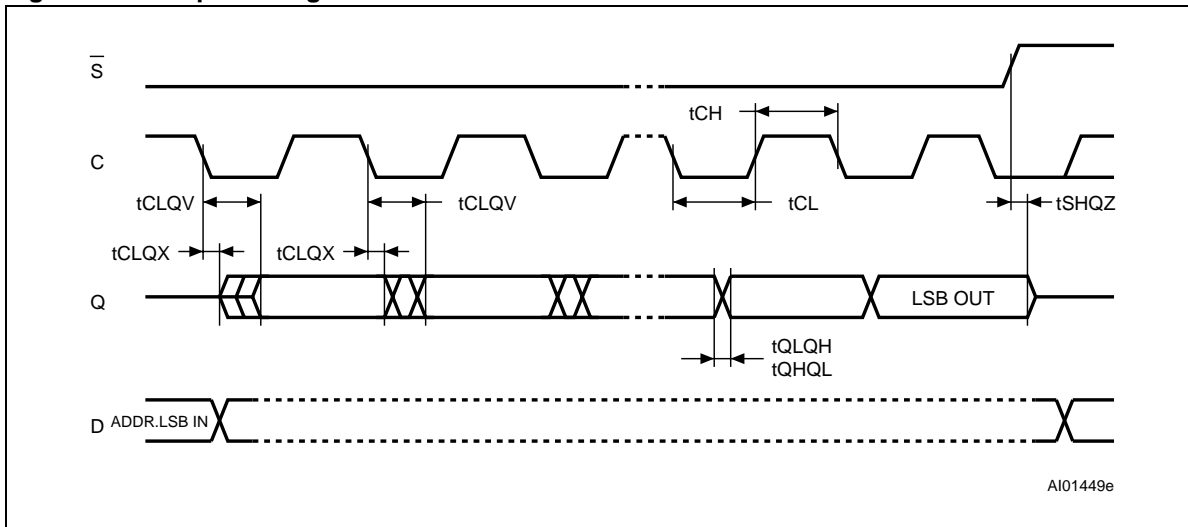 S
tCH
C
tCLQV
tCLQV
tCL
tSHQZ
tCLQX
tCLQX
Q
LSB OUT
tQLQH
tQHQL
D
ADDR.LSB IN
AI01449e